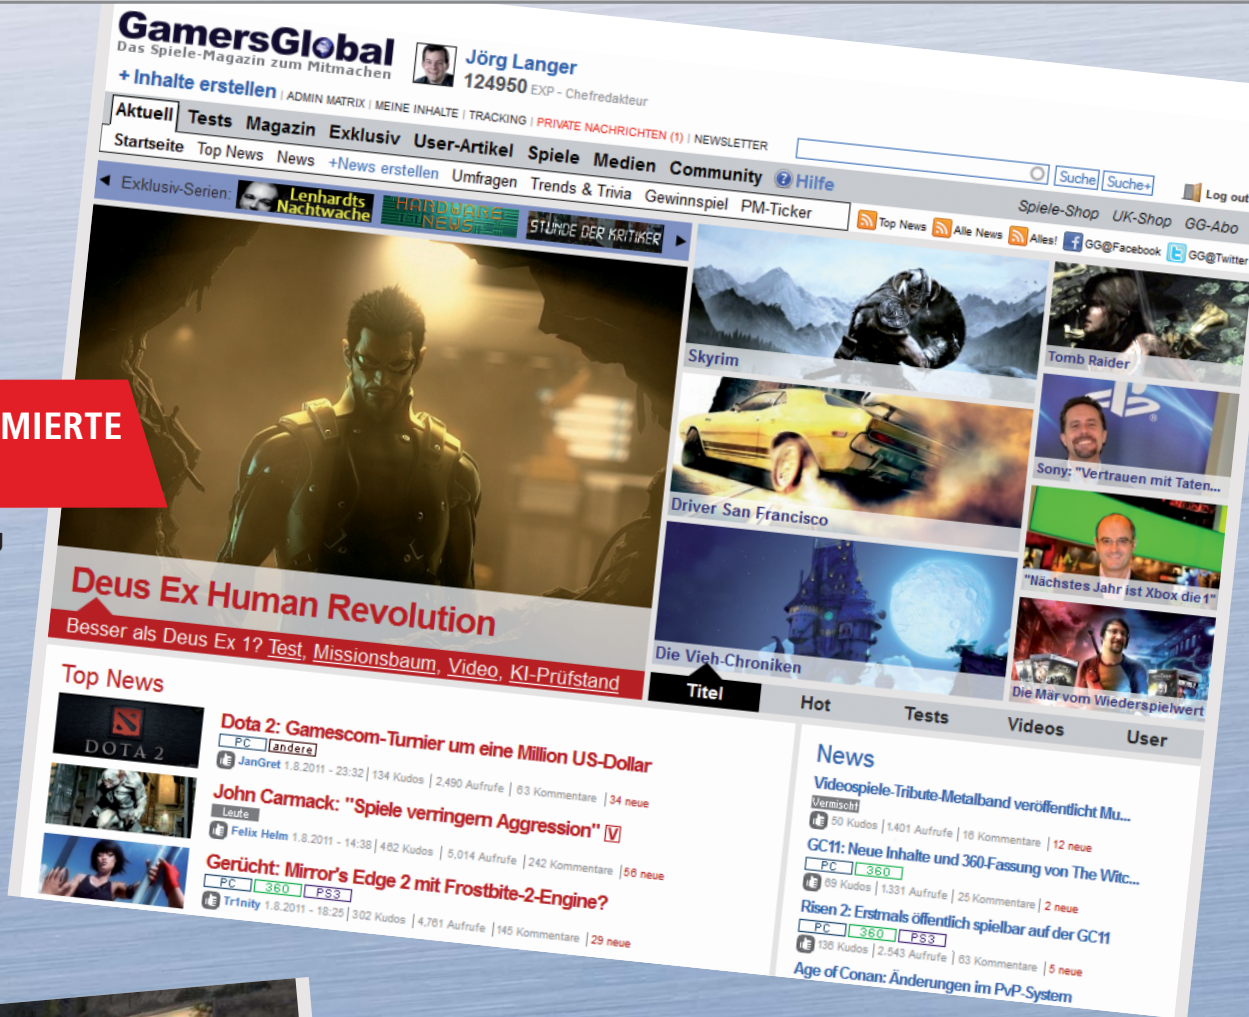 GamersGlobal
Das Spiele-Magazin zum Mitmachen
Jörg Langer
124950 EXP - Chefredakteur
+ Inhalte erstellen | ADMIN MATRIX | MEINE INHALTE | TRACKING | PRIVATE NACHRICHTEN (1) | NEWSLETTER
Suche Suche+
Log out
Aktuell Tests Magazin Exklusiv User-Artikel Spiele Medien Community Hilfe
Spiele-Shop UK-Shop GG-Abo
Startseite Top News News +News erstellen Umfragen Trends & Trivia Gewinnspiel PM-Ticker
Top News Alle News Alles! GG@Facebook GG@Twitter
Exklusiv-Serien:
Lenhardts
Nachtwache
HARDWARE
NEWS
STUNDE DER KRITIKER
Skyrim
Tomb Raider
MIERTE
Sony: "Vertrauen mit Taten...
Driver San Francisco
"Nächstes Jahr ist Xbox die 1"
Deus Ex Human Revolution
Besser als Deus Ex 1? Test, Missionsbaum, Video, KI-Prüfstand
Die Vieh-Chroniken
Die Mär vom Wiederspielwert
Titel Hot Tests Videos User
Top News
DOTA 2
Dota 2: Gamescom-Turnier um eine Million US-Dollar
PC andere
JanGret 1.8.2011 - 23:32 | 134 Kudos | 2,490 Aufrufe | 63 Kommentare | 34 neue
John Carmack: "Spiele verringern Aggression" V
Leute
Felix Helm 1.8.2011 - 14:38 | 462 Kudos | 5,014 Aufrufe | 242 Kommentare | 56 neue
Gerücht: Mirror's Edge 2 mit Frostbite-2-Engine?
PC 360 PS3
Tr1nity 1.8.2011 - 18:25 | 302 Kudos | 4,761 Aufrufe | 145 Kommentare | 29 neue
News
Videospiele-Tribute-Metalband veröffentlicht Mu...
Vermischt
50 Kudos | 1.401 Aufrufe | 16 Kommentare | 12 neue
GC11: Neue Inhalte und 360-Fassung von The Witc...
PC 360
69 Kudos | 1.331 Aufrufe | 25 Kommentare | 2 neue
Risen 2: Erstmals öffentlich spielbar auf der GC11
PC 360 PS3
136 Kudos | 2.543 Aufrufe | 63 Kommentare | 5 neue
Age of Conan: Änderungen im PvP-System